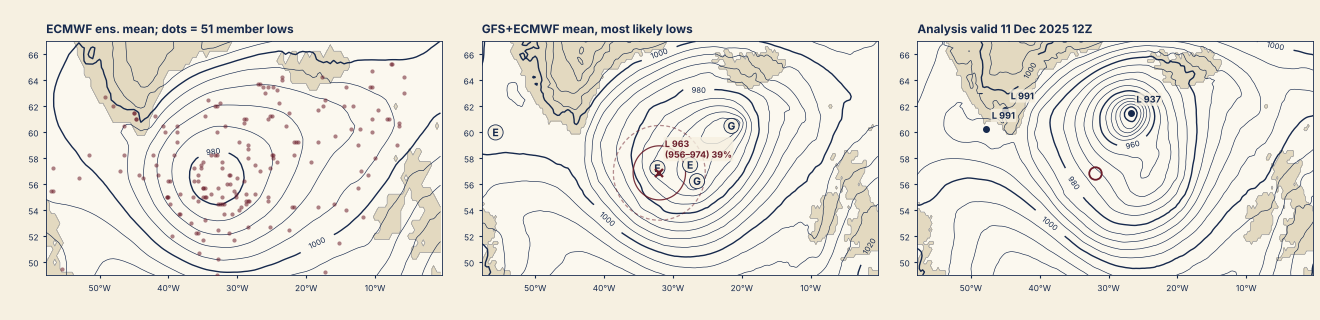 ECMWF ens. mean; dots = 51 member lows
GFS+ECMWF mean, most likely lows
Analysis valid 11 Dec 2025 12Z
66
64
62
60
58
56
54
52
50
980
1000
50°W
40°W
30°W
20°W
10°W
66
64
62
60
58
56
54
52
50
1000
980
E
G
L 963
(956–974) 39%
E
E
G
1000
1020
50°W
40°W
30°W
20°W
10°W
66
64
62
60
58
56
54
52
50
1000
1000
L 991
L 937
L 991
960
980
1000
50°W
40°W
30°W
20°W
10°W